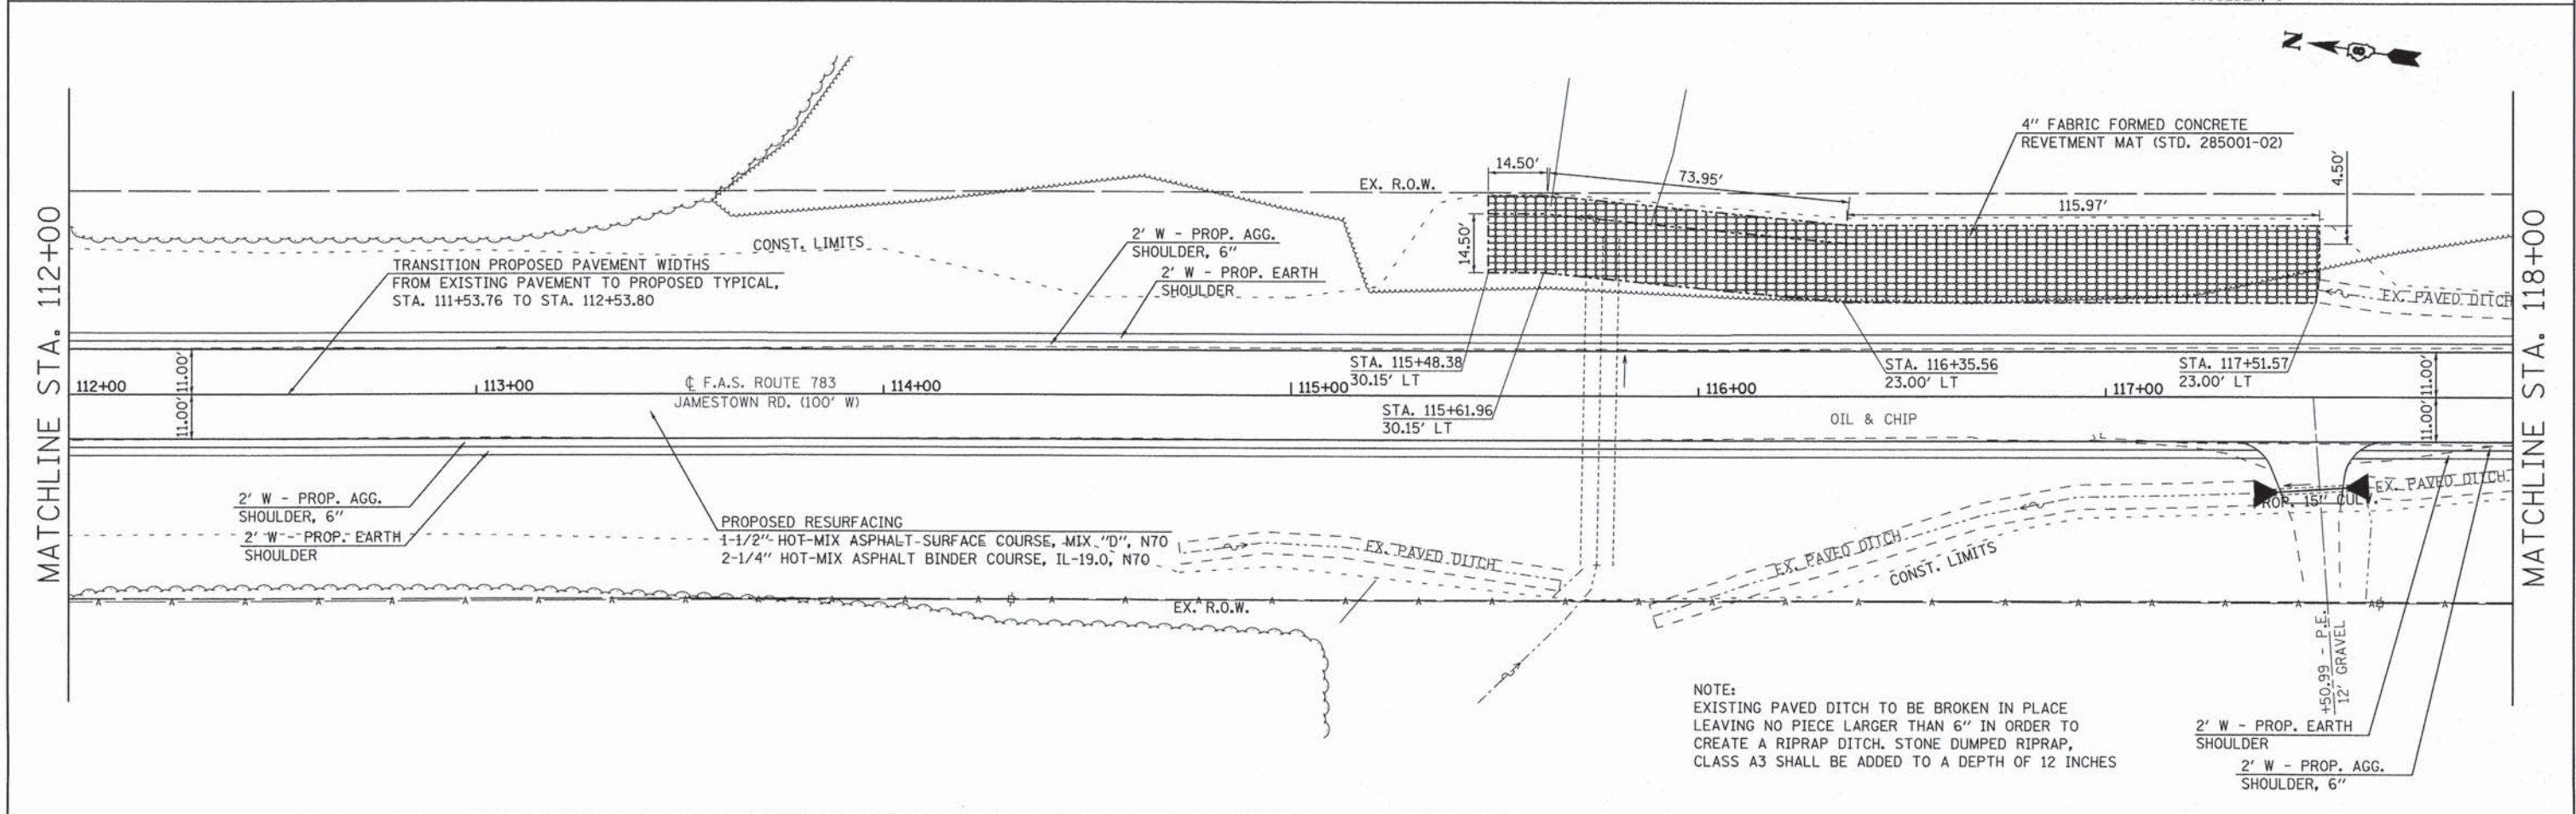 N
8
4" FABRIC FORMED CONCRETE
REVETMENT MAT (STD. 285001-02)
14.50'
73.95'
4.50'
EX. R.O.W.
115.97'
14.50'
MATCHLINE STA. 112+00
MATCHLINE STA. 118+00
CONST. LIMITS
2' W - PROP. AGG.
SHOULDER, 6"
TRANSITION PROPOSED PAVEMENT WIDTHS
FROM EXISTING PAVEMENT TO PROPOSED TYPICAL,
STA. 111+53.76 TO STA. 112+53.80
2' W - PROP. EARTH
SHOULDER
EX. PAVED DITCH
11.00'
11.00'
STA. 115+48.38
30.15' LT
STA. 116+35.56
23.00' LT
STA. 117+51.57
23.00' LT
11.00'
11.00'
112+00
113+00
℄ F.A.S. ROUTE 783
JAMESTOWN RD. (100' W)
114+00
115+00
116+00
117+00
STA. 115+61.96
30.15' LT
OIL & CHIP
2' W - PROP. AGG.
SHOULDER, 6"
2' W - PROP. EARTH
SHOULDER
PROPOSED RESURFACING
1-1/2" HOT-MIX ASPHALT SURFACE COURSE, MIX "D", N70
2-1/4" HOT-MIX ASPHALT BINDER COURSE, IL-19.0, N70
EX. PAVED DITCH
EX. PAVED DITCH
CONST. LIMITS
EX. PAVED DITCH
PROP. 15" CULV.
EX. R.O.W.
+50.99 - P.E.
12' GRAVEL
NOTE:
EXISTING PAVED DITCH TO BE BROKEN IN PLACE
LEAVING NO PIECE LARGER THAN 6" IN ORDER TO
CREATE A RIPRAP DITCH. STONE DUMPED RIPRAP,
CLASS A3 SHALL BE ADDED TO A DEPTH OF 12 INCHES
2' W - PROP. EARTH
SHOULDER
2' W - PROP. AGG.
SHOULDER, 6"